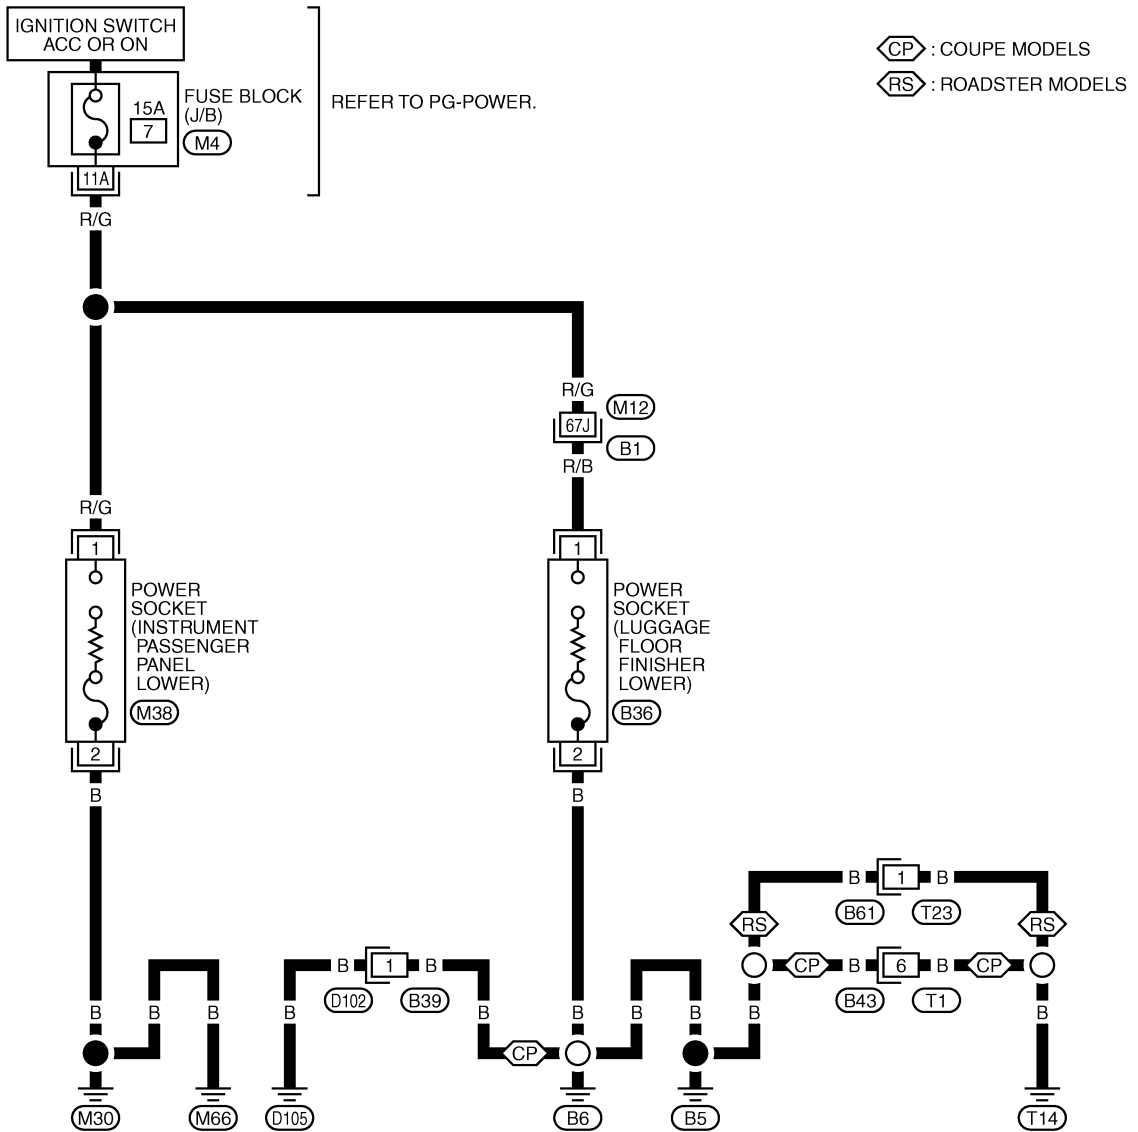 IGNITION SWITCH
ACC OR ON
CP : COUPE MODELS
RS : ROADSTER MODELS
FUSE BLOCK
(J/B)
15A
7
M4
REFER TO PG-POWER.
11A
R/G
R/G
M12
67J
B1
R/B
R/G
1
1
POWER
SOCKET
(INSTRUMENT
PASSENGER
PANEL
LOWER)
M38
POWER
SOCKET
(LUGGAGE
FLOOR
FINISHER
LOWER)
B36
2
2
B
B
B 1 B
B61 T23
RS RS
B 1 B
CP B 6 B CP
D102 B39
B43 T1
B B B B B B B B B B
CP
M30 M66 D105 B6 B5 T14